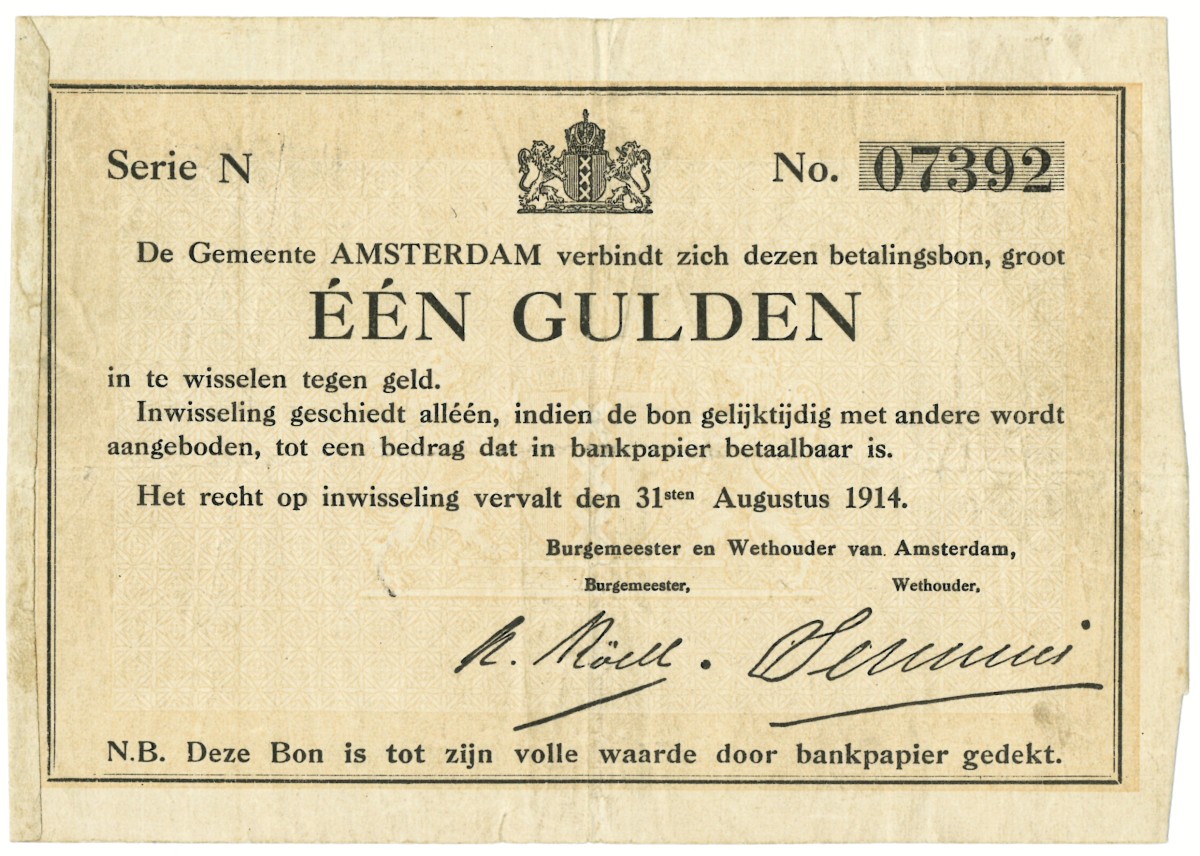 Serie N
No. 07392
De Gemeente AMSTERDAM verbindt zich dezen betalingsbon, groot
ÉÉN GULDEN
in te wisselen tegen geld.
Inwisseling geschiedt alléén, indien de bon gelijktijdig met andere wordt
aangeboden, tot een bedrag dat in bankpapier betaalbaar is.
Het recht op inwisseling vervalt den 31sten Augustus 1914.
Burgemeester en Wethouder van Amsterdam,
Burgemeester, Wethouder,
Röell
N.B. Deze Bon is tot zijn volle waarde door bankpapier gedekt.